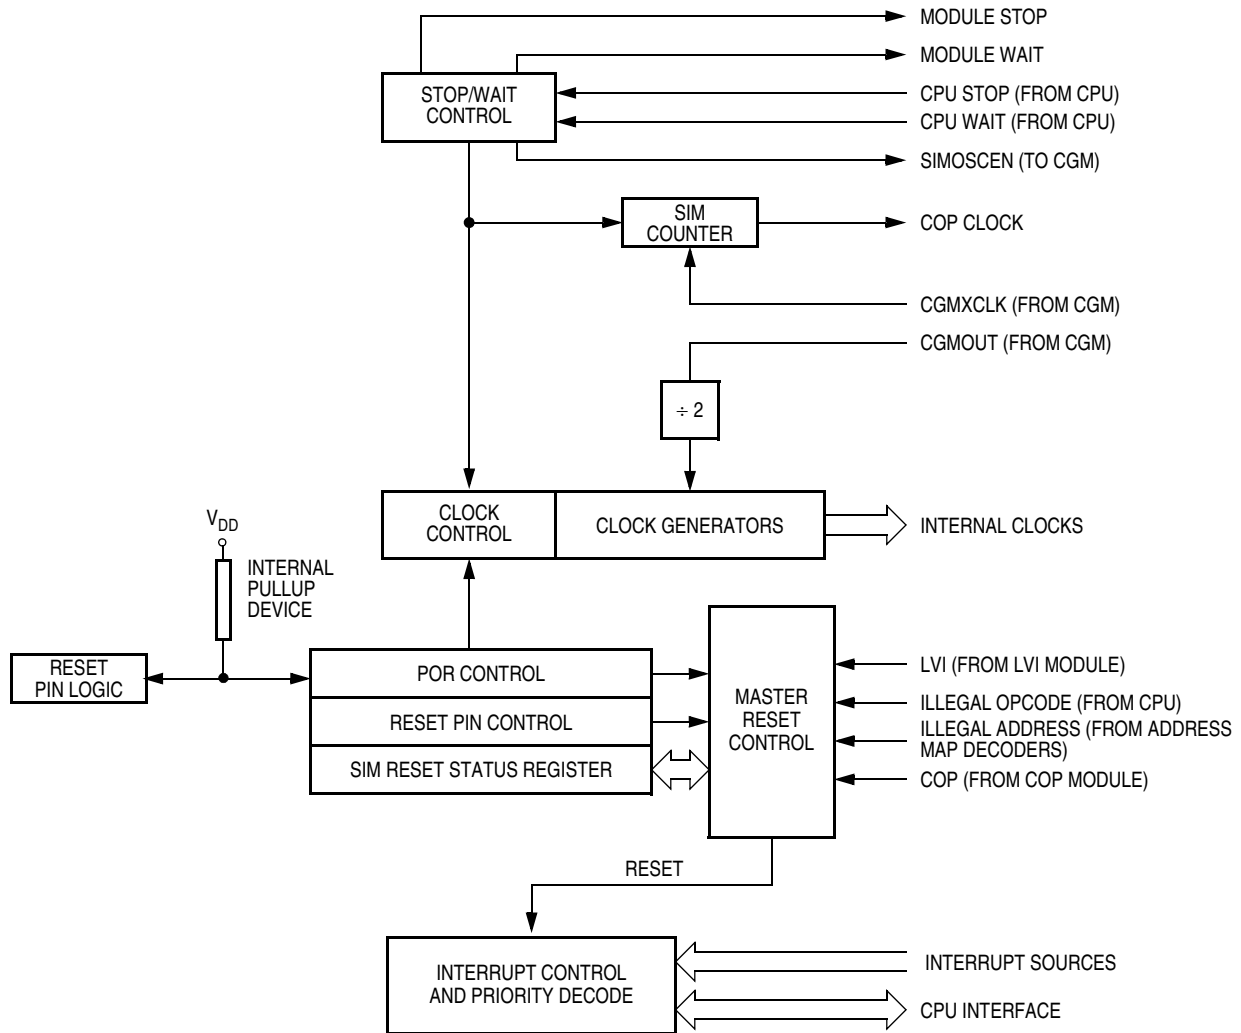 MODULE STOP
MODULE WAIT
STOP/WAIT
CONTROL
CPU STOP (FROM CPU)
CPU WAIT (FROM CPU)
SIMOSCEN (TO CGM)
SIM
COUNTER
COP CLOCK
CGMXCLK (FROM CGM)
CGMOUT (FROM CGM)
÷ 2
CLOCK
CONTROL
CLOCK GENERATORS
INTERNAL CLOCKS
VDD
INTERNAL
PULLUP
DEVICE
RESET
PIN LOGIC
POR CONTROL
RESET PIN CONTROL
SIM RESET STATUS REGISTER
MASTER
RESET
CONTROL
LVI (FROM LVI MODULE)
ILLEGAL OPCODE (FROM CPU)
ILLEGAL ADDRESS (FROM ADDRESS
MAP DECODERS)
COP (FROM COP MODULE)
RESET
INTERRUPT CONTROL
AND PRIORITY DECODE
INTERRUPT SOURCES
CPU INTERFACE